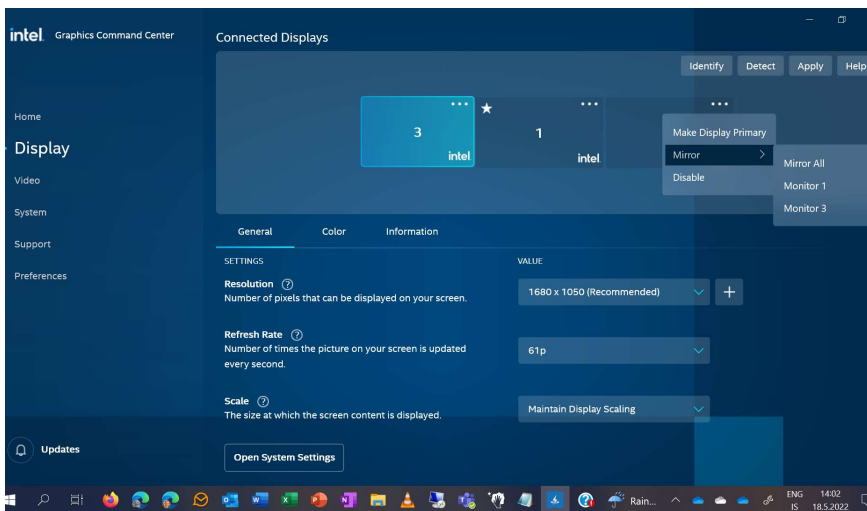 intel. Graphics Command Center
Connected Displays
Identify
Detect
Apply
Help
3
intel
1
intel
Make Display Primary
Mirror
Disable
Mirror All
Monitor 1
Monitor 3
Home
Display
Video
System
Support
Preferences
General
Color
Information
SETTINGS
VALUE
Resolution ?
Number of pixels that can be displayed on your screen.
1680 x 1050 (Recommended)
Refresh Rate ?
Number of times the picture on your screen is updated
every second.
61p
Scale ?
The size at which the screen content is displayed.
Maintain Display Scaling
Open System Settings
Updates
Rain...
ENG
IS
14:02
18.5.2022